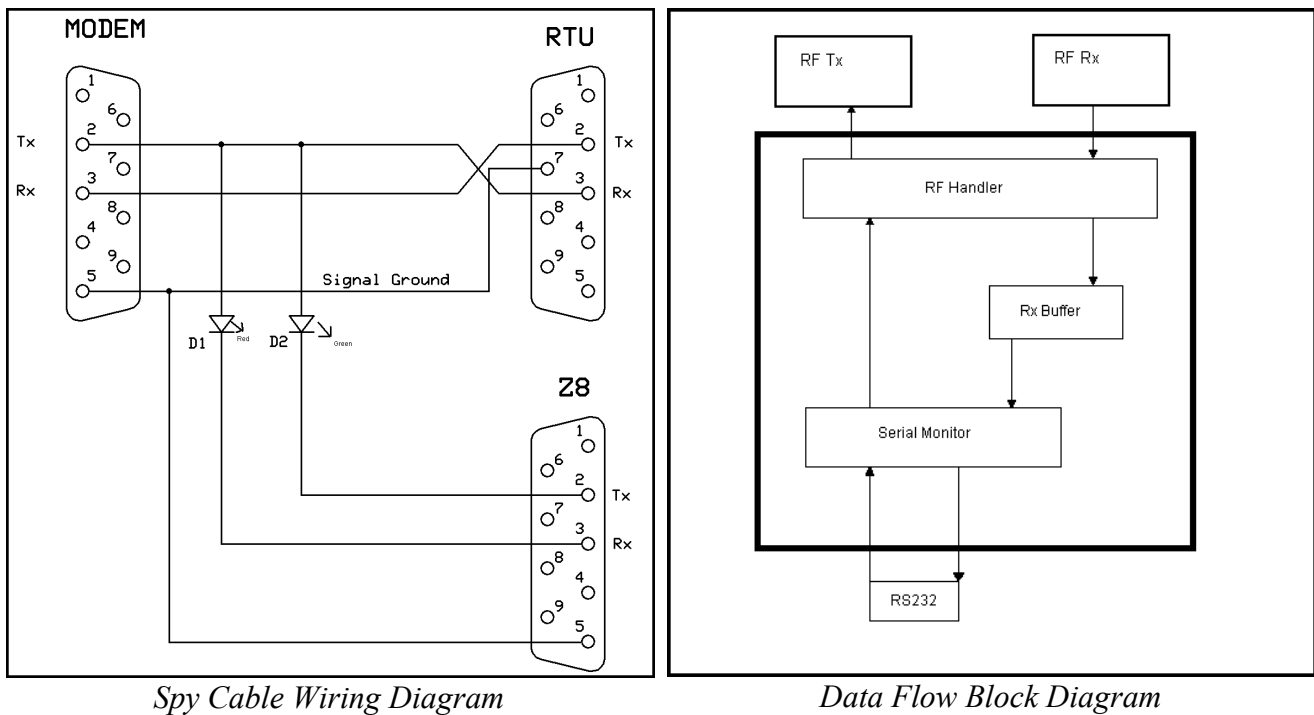 MODEM
1
6
Tx
2
7
Rx
3
8
4
9
5
RTU
1
6
2
Tx
7
3
Rx
8
4
9
5
Signal Ground
D1
Red
D2
Green
Z8
1
6
2
Tx
7
3
Rx
8
4
9
5
Spy Cable Wiring Diagram
RF Tx
RF Rx
RF Handler
Rx Buffer
Serial Monitor
RS232
Data Flow Block Diagram